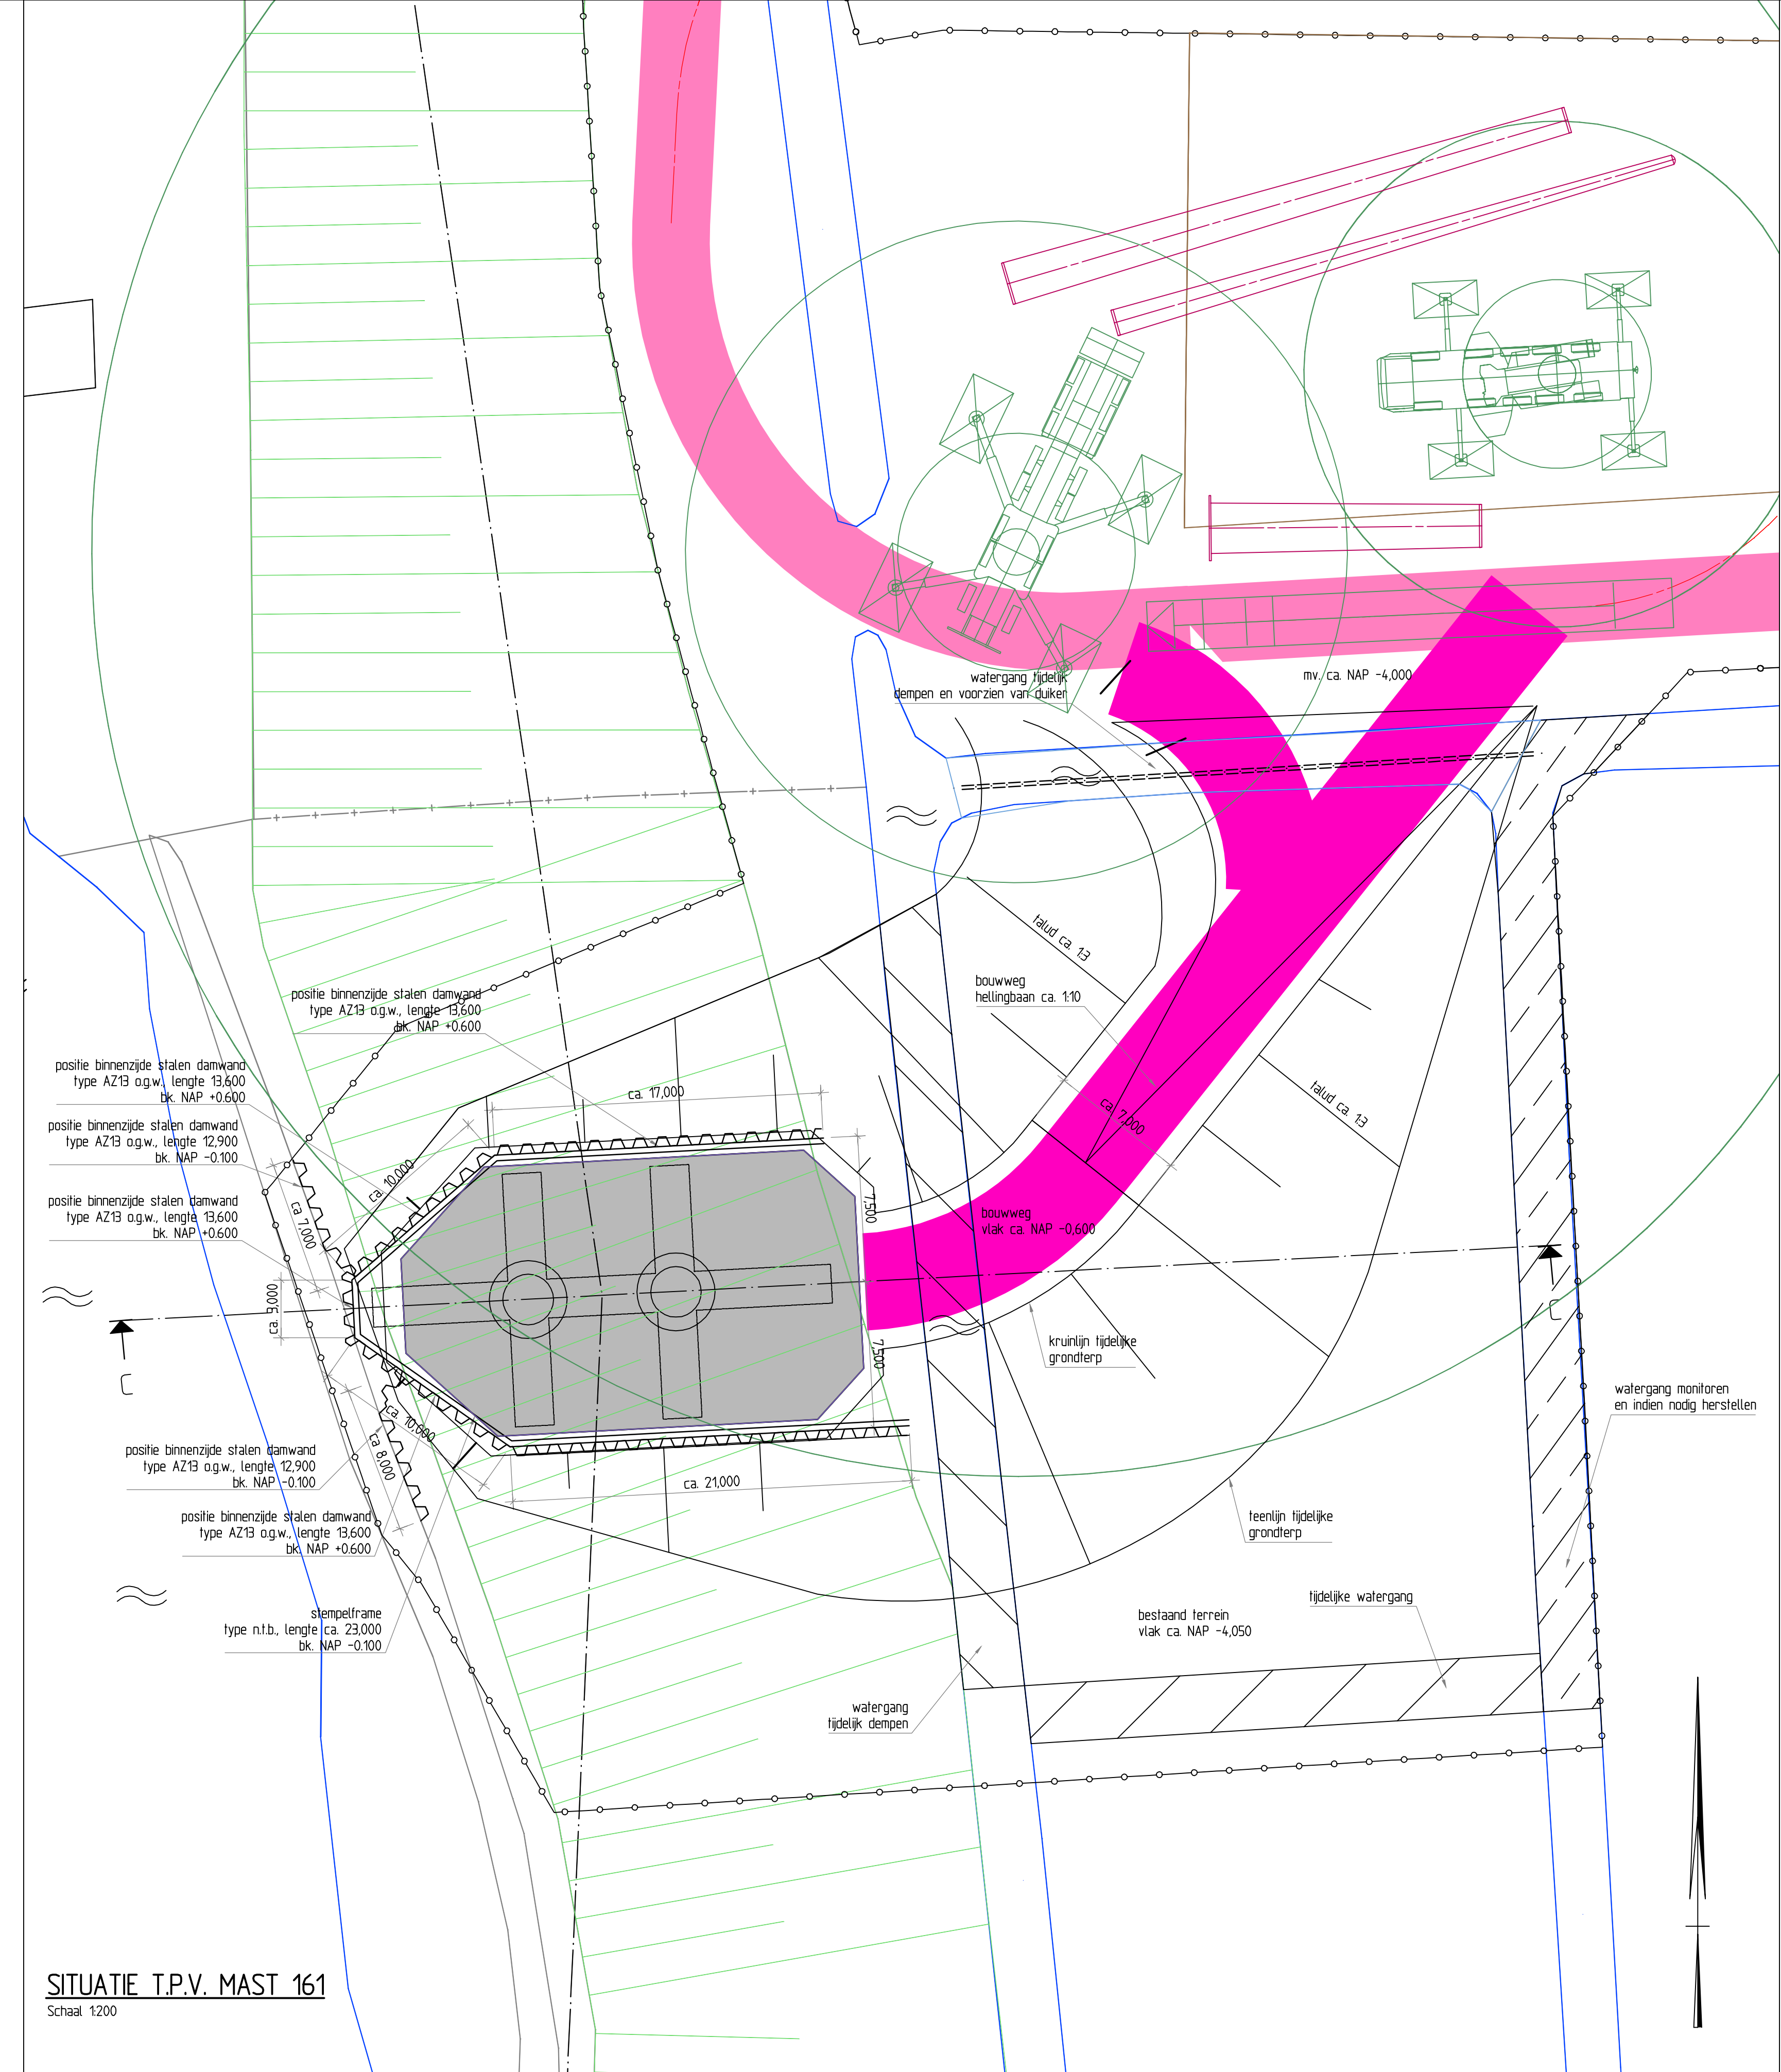 watergang tijdelijk
dempen en voorzien van duiker
mv. ca. NAP -4,000
talud ca. 1:3
positie binnenzijde stalen damwand
type AZ13 o.g.w., lengte 13,600
bk. NAP +0.600
bouwweg
hellingbaan ca. 1:10
positie binnenzijde stalen damwand
type AZ13 o.g.w., lengte 13,600
bk. NAP +0.600
ca. 17,000
ca. 7,000
talud ca. 1:3
positie binnenzijde stalen damwand
type AZ13 o.g.w., lengte 12,900
bk. NAP -0.100
ca. 10,000
positie binnenzijde stalen damwand
type AZ13 o.g.w., lengte 13,600
bk. NAP +0.600
ca 7,000
7,500
bouwweg
vlak ca. NAP -0,600
ca. 3,000
C
C
7,500
kruinlijn tijdelijke
grondterp
watergang monitoren
en indien nodig herstellen
ca. 10,600
ca 8,000
positie binnenzijde stalen damwand
type AZ13 o.g.w., lengte 12,900
bk. NAP -0.100
ca. 21,000
positie binnenzijde stalen damwand
type AZ13 o.g.w., lengte 13,600
bk. NAP +0.600
teenlijn tijdelijke
grondterp
stempelframe
type n.t.b., lengte ca. 23,000
bk. NAP -0.100
bestaand terrein
vlak ca. NAP -4,050
tijdelijke watergang
watergang
tijdelijk dempen
SITUATIE T.P.V. MAST 161
Schaal 1:200